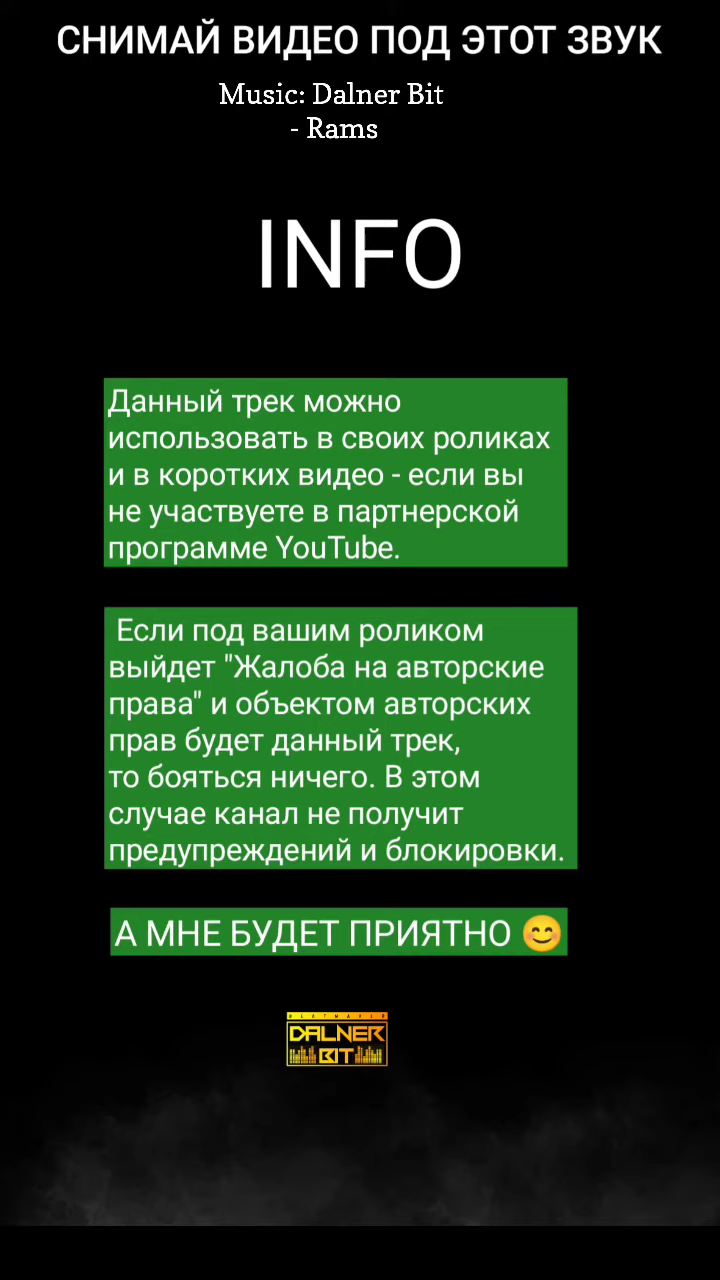 СНИМАЙ ВИДЕО ПОД ЭТОТ ЗВУК
Music: Dalner Bit
- Rams
INFO
Данный трек можно
использовать в своих роликах
и в коротких видео - если вы
не участвуете в партнерской
программе YouTube.
Если под вашим роликом
выйдет "Жалоба на авторские
права" и объектом авторских
прав будет данный трек,
то бояться ничего. В этом
случае канал не получит
предупреждений и блокировки.
А МНЕ БУДЕТ ПРИЯТНО 😊
BEATMAKER
DALNER
BIT